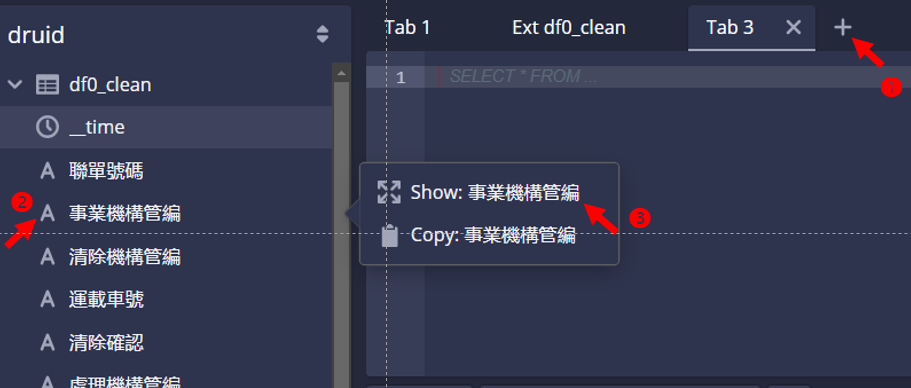 druid
df0_clean
__time
聯單號碼
事業機構管編
清除機構管編
運載車號
清除確認
處理機構管編
Tab 1
Ext df0_clean
Tab 3
1
SELECT * FROM ...
Show: 事業機構管編
Copy: 事業機構管編
1
2
3